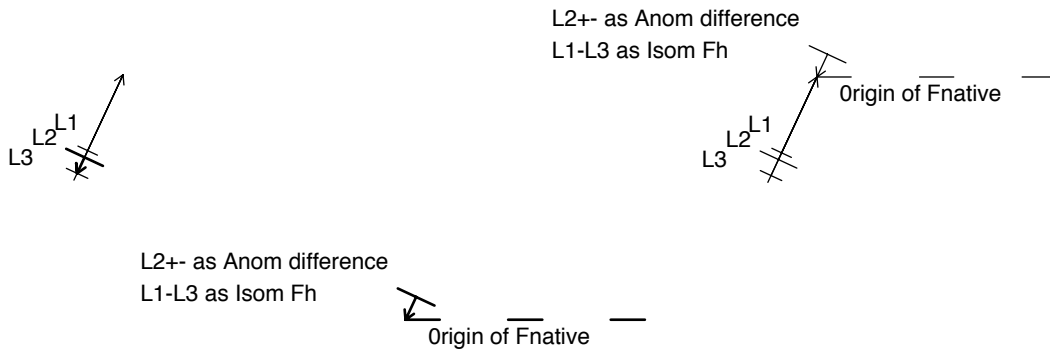 L2+- as Anom difference
L1-L3 as Isom Fh
0rigin of Fnative
L1
L2
L3
L1
L2
L3
L2+- as Anom difference
L1-L3 as Isom Fh
0rigin of Fnative